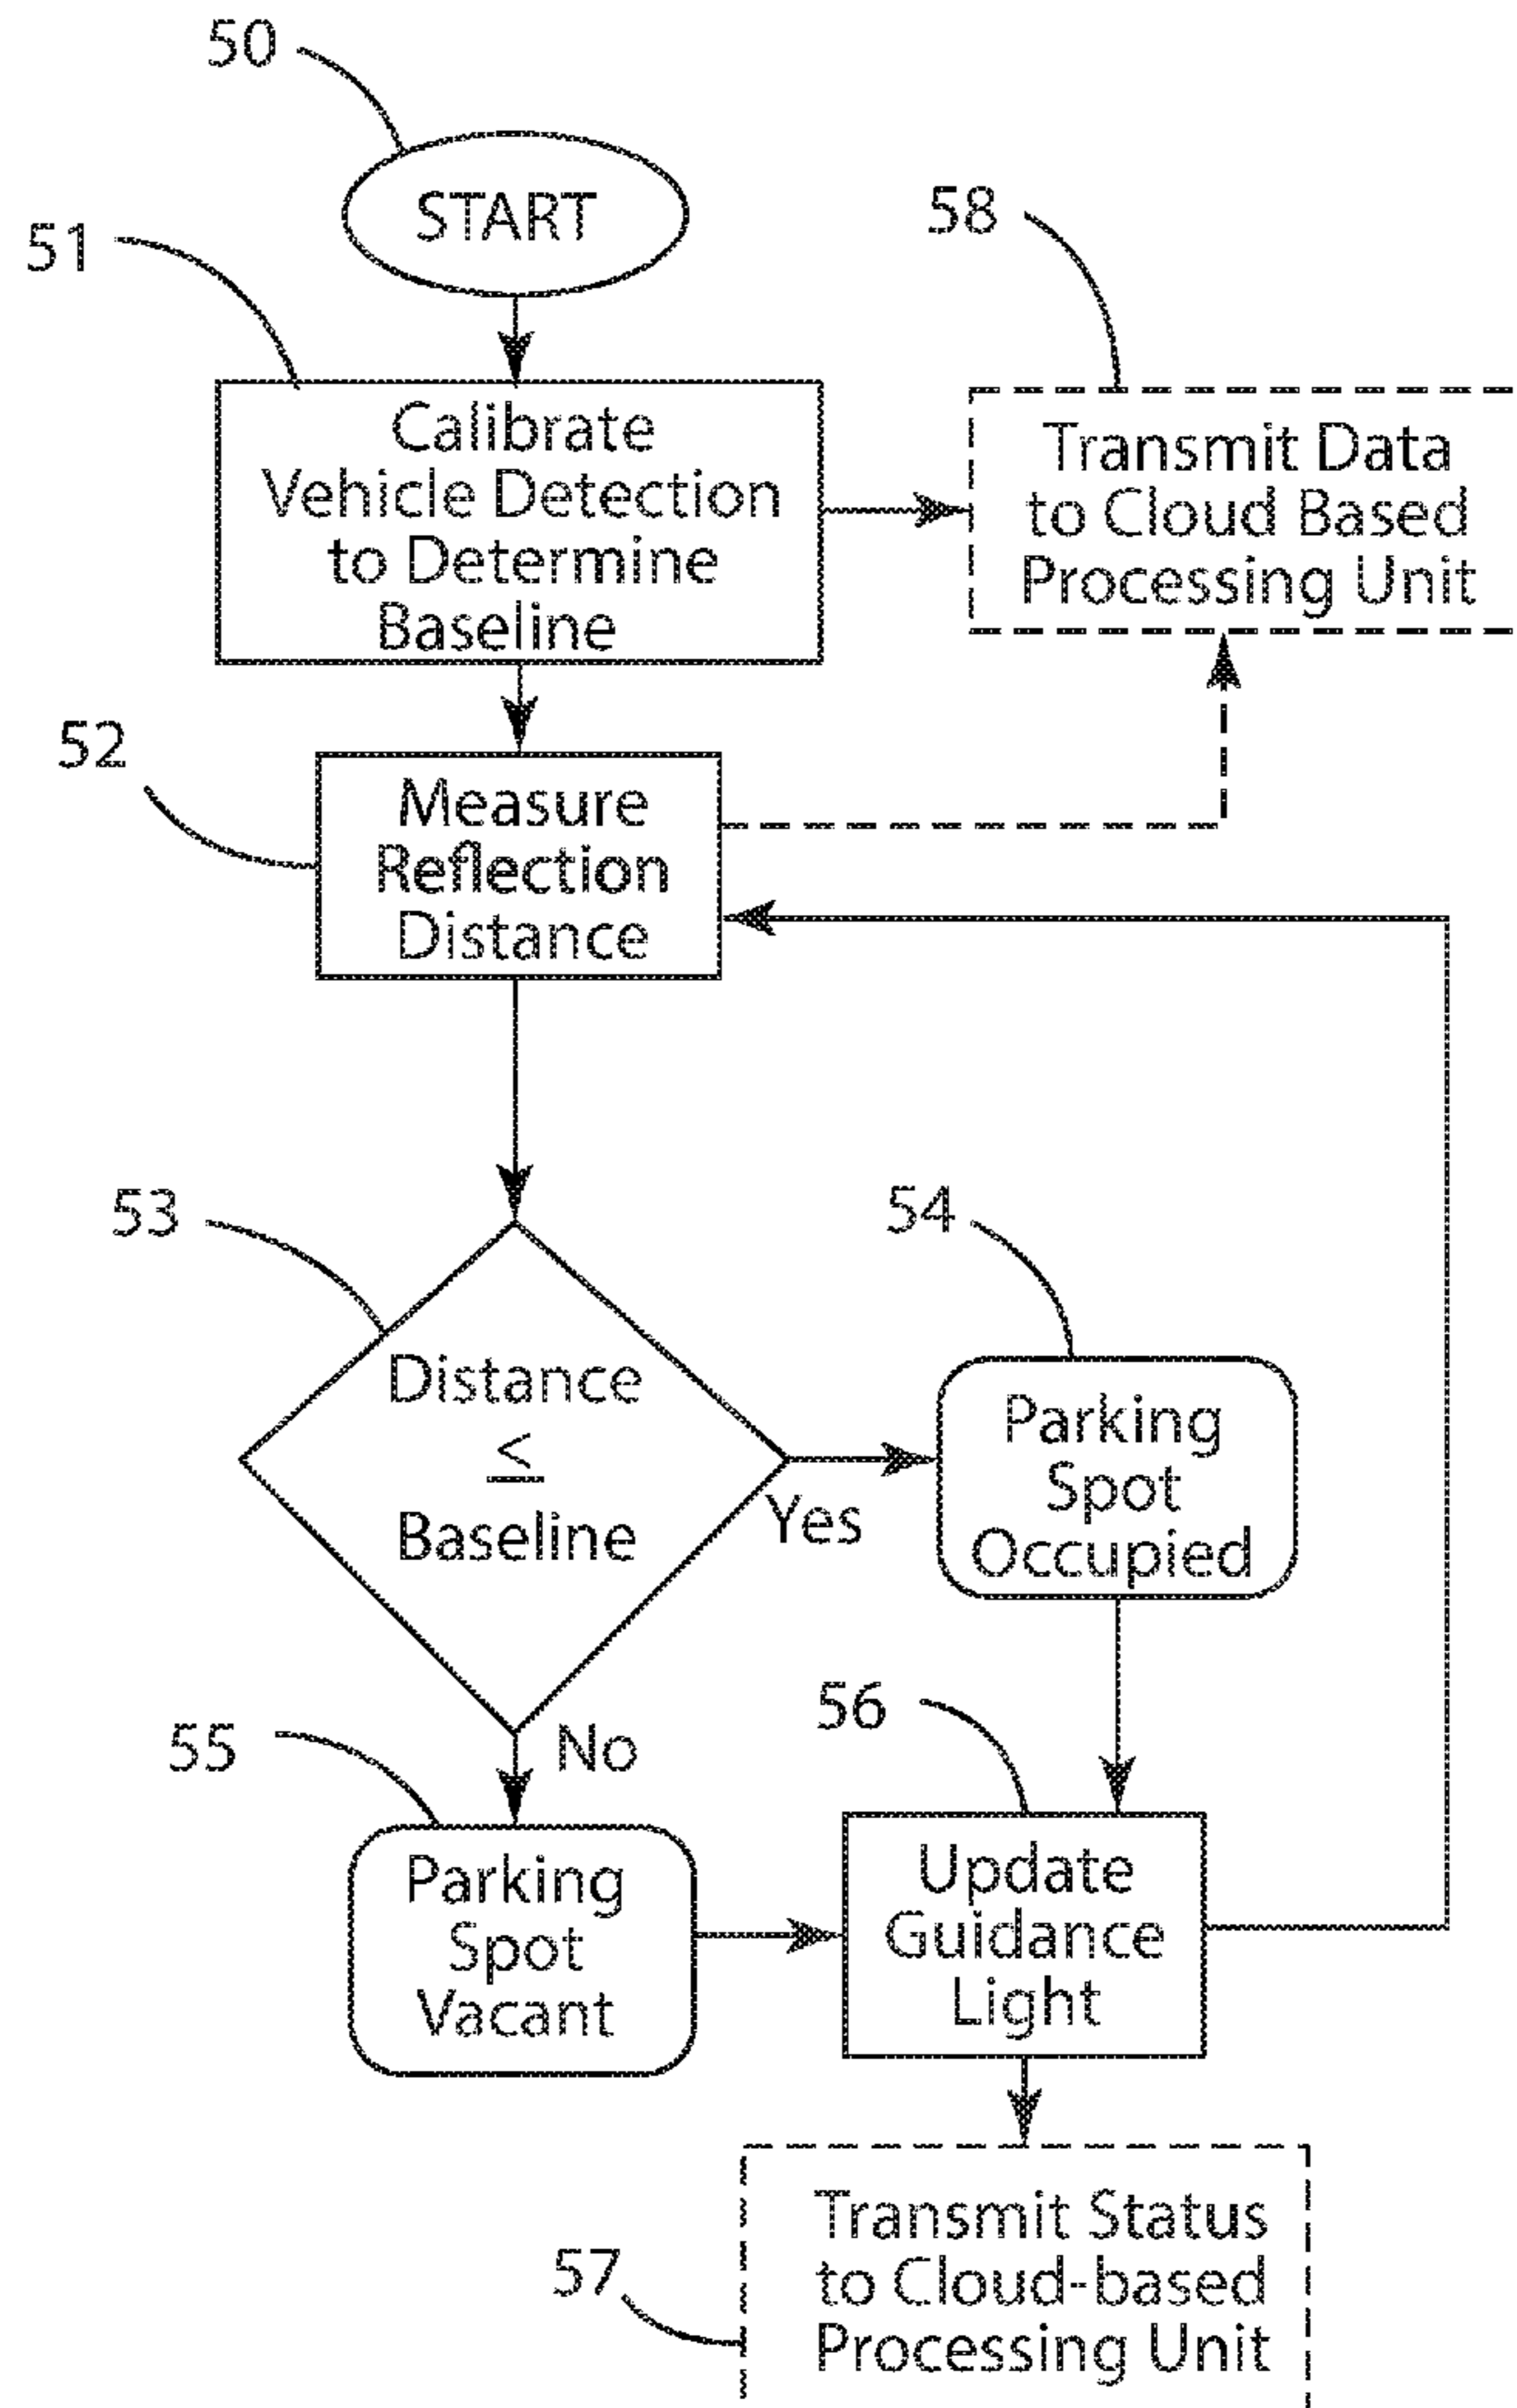 50
START
51
58
Calibrate
Vehicle Detection
to Determine
Baseline
Transmit Data
to Cloud Based
Processing Unit
52
Measure
Reflection
Distance
53
54
Distance
≤
Baseline
Yes
Parking
Spot
Occupied
55
No
56
Parking
Spot
Vacant
Update
Guidance
Light
57
Transmit Status
to Cloud-based
Processing Unit